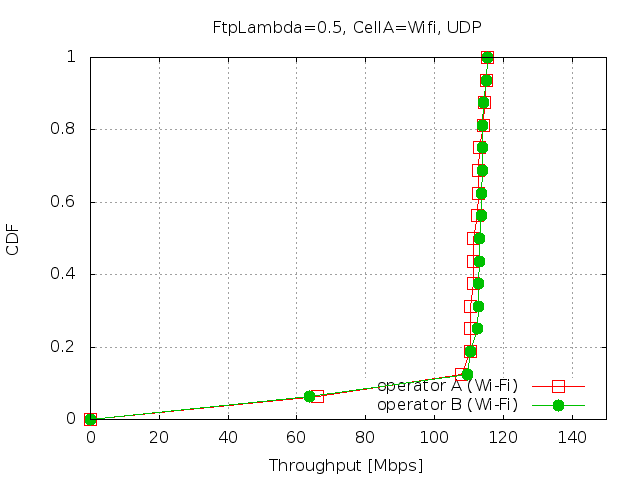 FtpLambda=0.5, CellA=Wifi, UDP
1
0.8
0.6
0.4
0.2
0
CDF
operator A (Wi-Fi)
operator B (Wi-Fi)
0 20 40 60 80 100 120 140
Throughput [Mbps]